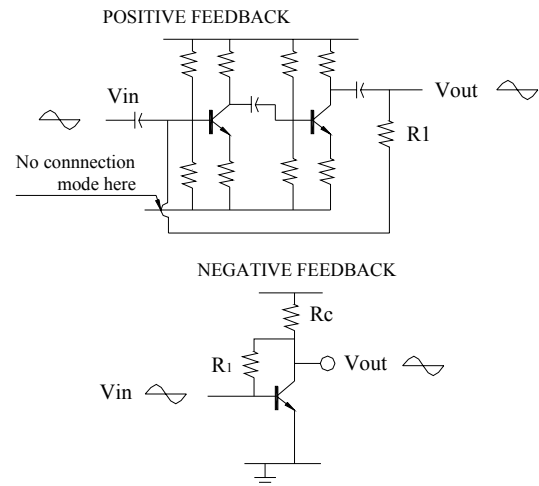 POSITIVE FEEDBACK
Vin
Vout
R1
No connnection
mode here
NEGATIVE FEEDBACK
Rc
R1
Vout
Vin